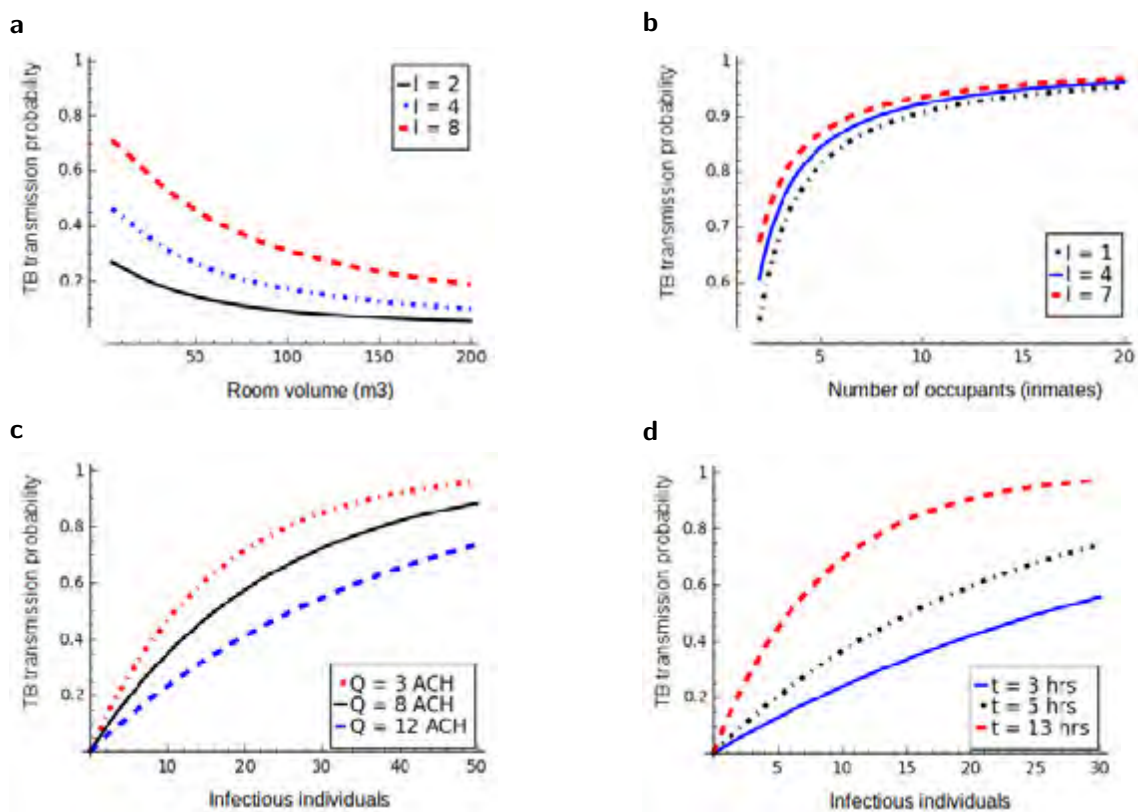 a
TB transmission probability
1
0.8
0.6
0.4
0.2
I = 2
I = 4
I = 8
50
100
150
200
Room volume (m3)
b
TB transmission probability
1
0.9
0.8
0.7
0.6
I = 1
I = 4
I = 7
5
10
15
20
Number of occupants (inmates)
c
TB transmission probability
1
0.8
0.6
0.4
0.2
Q = 3 ACH
Q = 8 ACH
Q = 12 ACH
10
20
30
40
50
Infectious individuals
d
TB transmission probability
1
0.8
0.6
0.4
0.2
t = 3 hrs
t = 5 hrs
t = 13 hrs
5
10
15
20
25
30
Infectious individuals